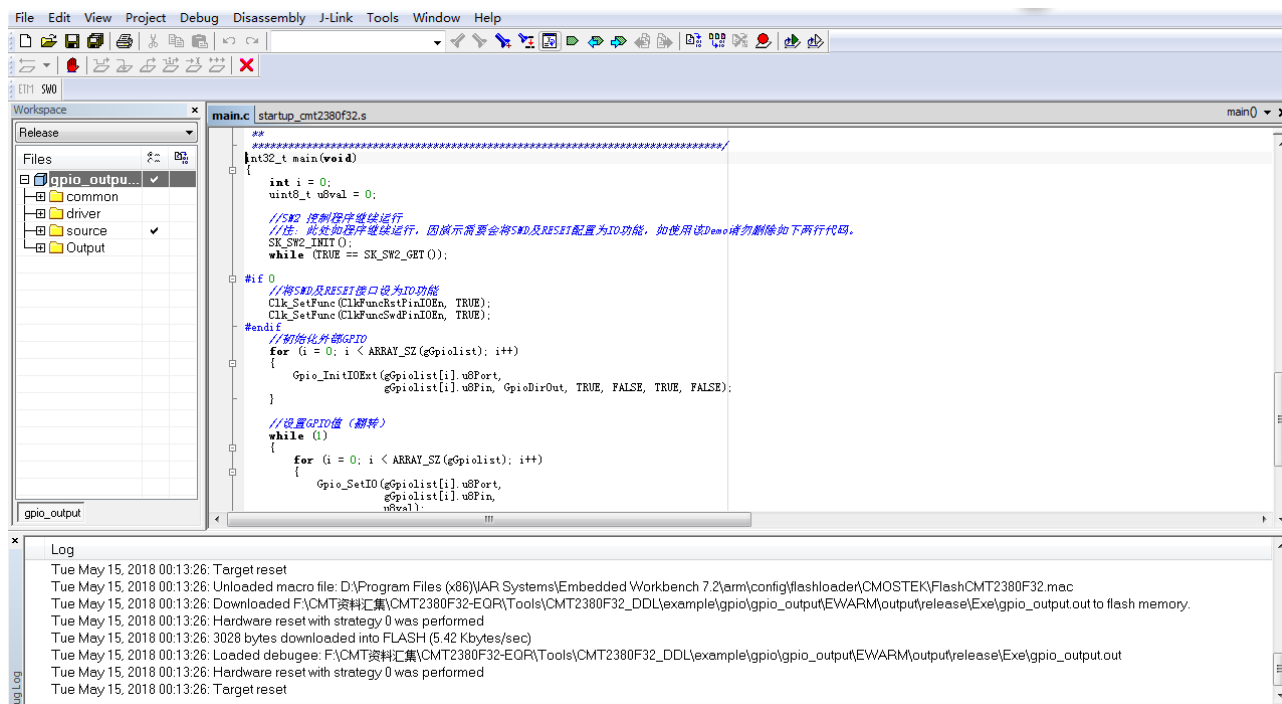 File Edit View Project Debug Disassembly J-Link Tools Window Help
ETM SWO
Workspace
Release
Files
gpio_outpu...
common
driver
source
Output
gpio_output
main.c startup_cmt2380f32.s main()
**
*******************************************************************************/
int32_t main(void)
{
int i = 0;
uint8_t u8val = 0;
//SW2 控制程序继续运行
//注: 此处如程序继续运行, 因演示需要会将SWD及RESET配置为IO功能, 如使用该Demo请勿删除如下两行代码。
SK_SW2_INIT();
while (TRUE == SK_SW2_GET());
#if 0
//将SWD及RESET接口设为IO功能
Clk_SetFunc(ClkFuncRstPinIOEn, TRUE);
Clk_SetFunc(ClkFuncSwdPinIOEn, TRUE);
#endif
//初始化外部GPIO
for (i = 0; i < ARRAY_SZ(gGpiolist); i++)
{
Gpio_InitIOExt(gGpiolist[i].u8Port,
gGpiolist[i].u8Pin, GpioDirOut, TRUE, FALSE, TRUE, FALSE);
}
//设置GPIO值 (翻转)
while (1)
{
for (i = 0; i < ARRAY_SZ(gGpiolist); i++)
{
Gpio_SetIO(gGpiolist[i].u8Port,
gGpiolist[i].u8Pin,
u8val);
Log
Tue May 15, 2018 00:13:26: Target reset
Tue May 15, 2018 00:13:26: Unloaded macro file: D:\Program Files (x86)\IAR Systems\Embedded Workbench 7.2\arm\config\flashloader\CMOSTEK\FlashCMT2380F32.mac
Tue May 15, 2018 00:13:26: Downloaded F:\CMT资料汇集\CMT2380F32-EQR\Tools\CMT2380F32_DDL\example\gpio\gpio_output\EWARM\output\release\Exe\gpio_output.out to flash memory.
Tue May 15, 2018 00:13:26: Hardware reset with strategy 0 was performed
Tue May 15, 2018 00:13:26: 3028 bytes downloaded into FLASH (5.42 Kbytes/sec)
Tue May 15, 2018 00:13:26: Loaded debugee: F:\CMT资料汇集\CMT2380F32-EQR\Tools\CMT2380F32_DDL\example\gpio\gpio_output\EWARM\output\release\Exe\gpio_output.out
Tue May 15, 2018 00:13:26: Hardware reset with strategy 0 was performed
Tue May 15, 2018 00:13:26: Target reset
ug Log